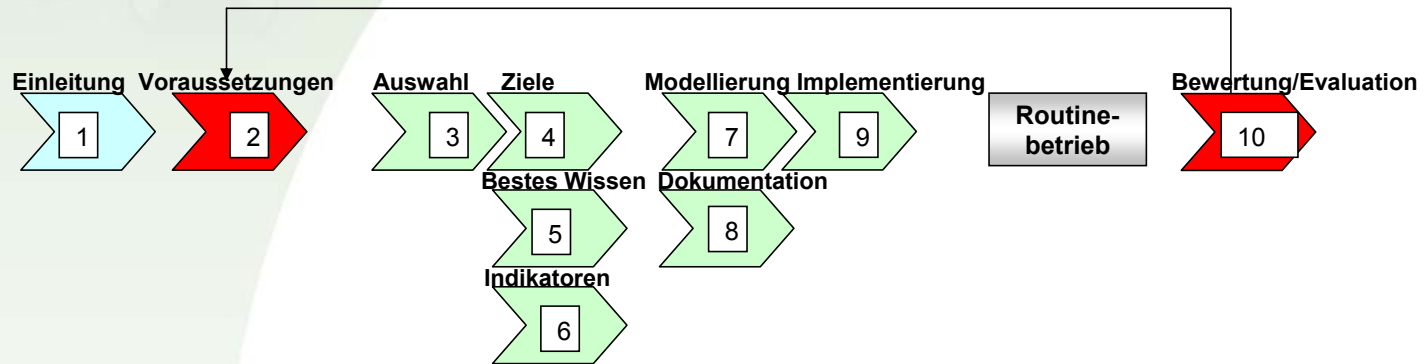 Einleitung Voraussetzungen Auswahl Ziele Modellierung Implementierung Bewertung/Evaluation
1 2 3 4 7 9 Routine-
betrieb 10
Bestes Wissen Dokumentation
5 8
Indikatoren
6